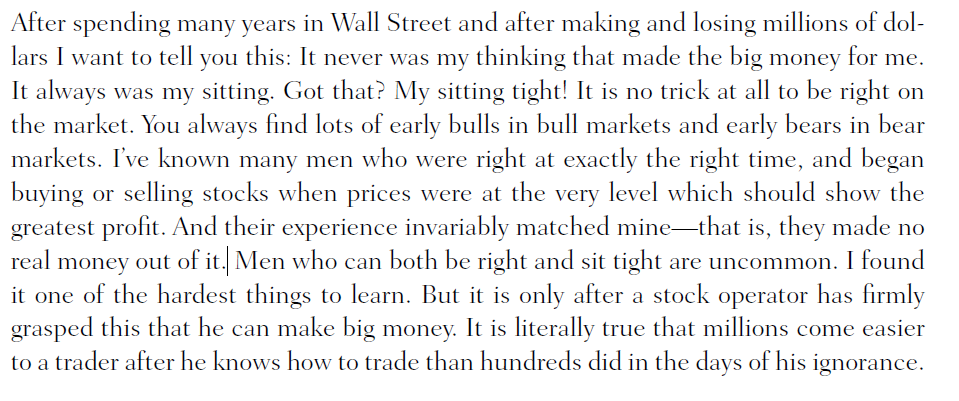 After spending many years in Wall Street and after making and losing millions of dol-
lars I want to tell you this: It never was my thinking that made the big money for me.
It always was my sitting. Got that? My sitting tight! It is no trick at all to be right on
the market. You always find lots of early bulls in bull markets and early bears in bear
markets. I’ve known many men who were right at exactly the right time, and began
buying or selling stocks when prices were at the very level which should show the
greatest profit. And their experience invariably matched mine—that is, they made no
real money out of it. Men who can both be right and sit tight are uncommon. I found
it one of the hardest things to learn. But it is only after a stock operator has firmly
grasped this that he can make big money. It is literally true that millions come easier
to a trader after he knows how to trade than hundreds did in the days of his ignorance.